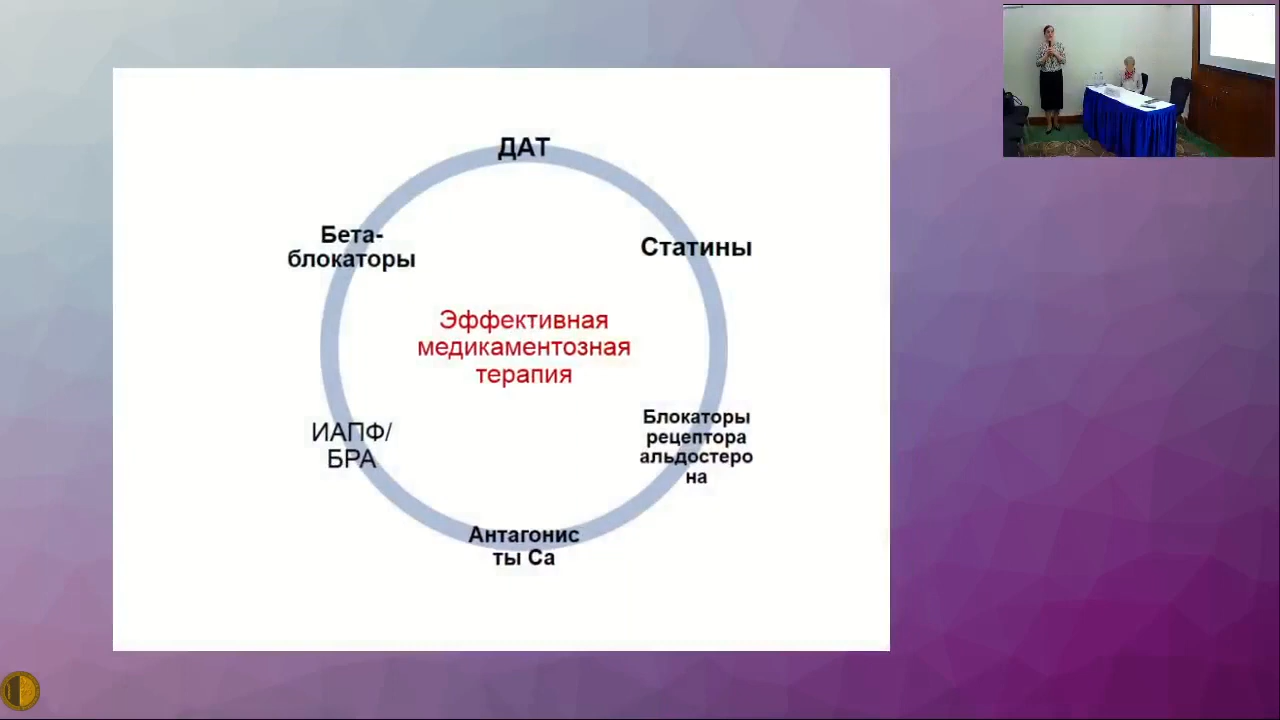 ДАТ
Бета-
блокаторы
Статины
Эффективная
медикаментозная
терапия
ИАПФ/
БРА
Блокаторы
рецептора
альдостеро
на
Антагонис
ты Са